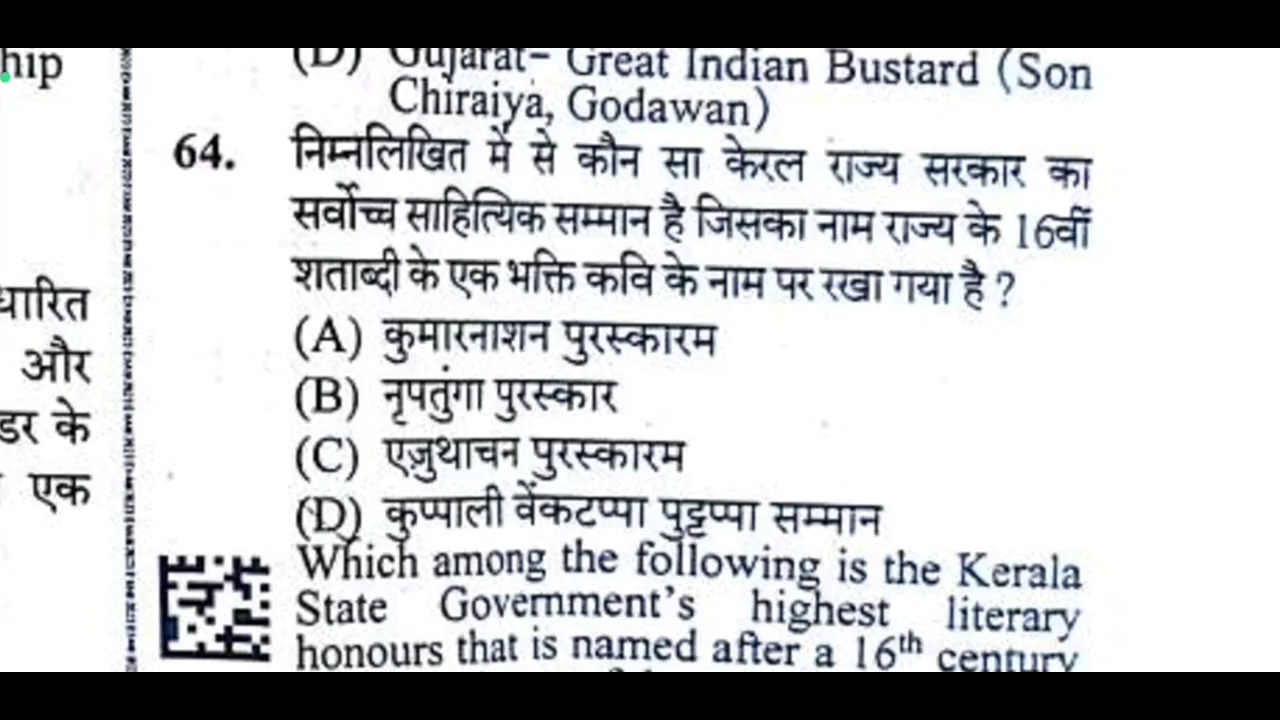 hip
धारित
और
डर के
एक
(D) Gujarat– Great Indian Bustard (Son
Chiraiya, Godawan)
64. निम्नलिखित में से कौन सा केरल राज्य सरकार का
सर्वोच्च साहित्यिक सम्मान है जिसका नाम राज्य के 16वीं
शताब्दी के एक भक्ति कवि के नाम पर रखा गया है ?
(A) कुमारनाशन पुरस्कारम
(B) नृपतुंगा पुरस्कार
(C) एज़ुथाचन पुरस्कारम
(D) कुप्पाली वेंकटप्पा पुट्टप्पा सम्मान
Which among the following is the Kerala
State Government's highest literary
honours that is named after a 16th century